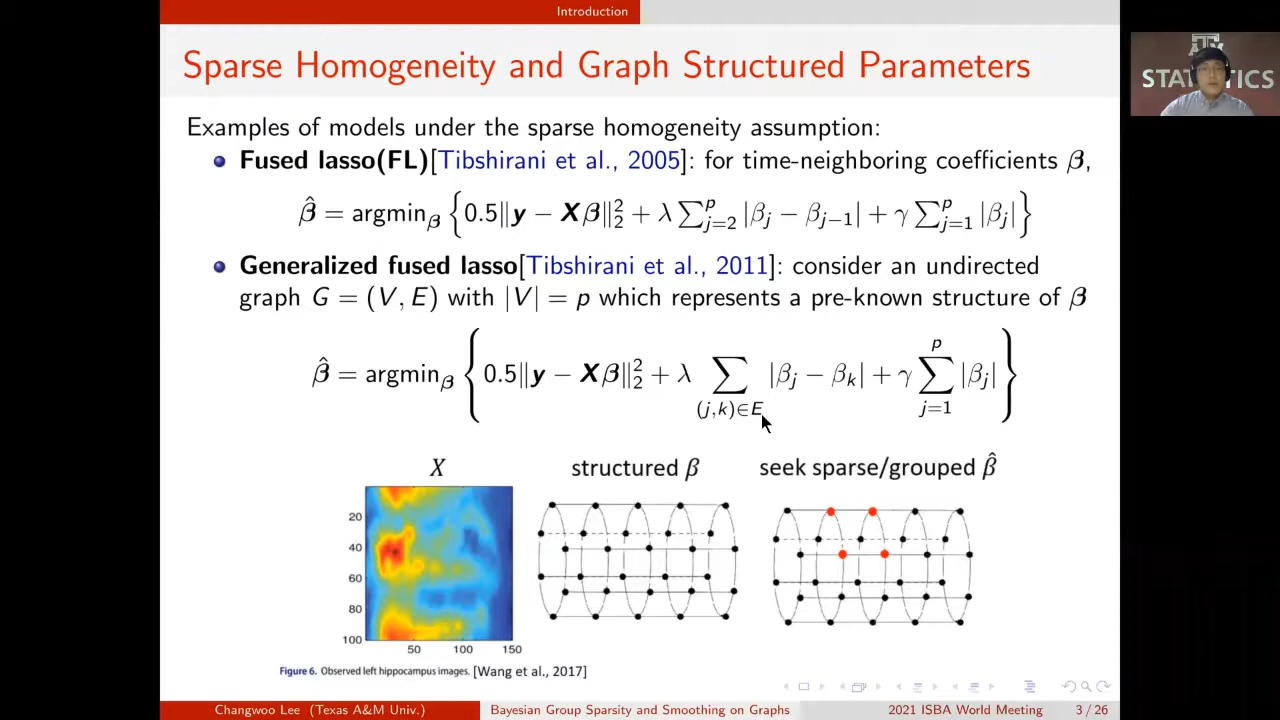 Introduction
Sparse Homogeneity and Graph Structured Parameters
STATISTICS
Examples of models under the sparse homogeneity assumption:
Fused lasso(FL)[Tibshirani et al., 2005]: for time-neighboring coefficients β,
β̂ = argmin_β {0.5‖y − Xβ‖₂² + λ ∑_{j=2}^p |β_j − β_{j−1}| + γ ∑_{j=1}^p |β_j|}
Generalized fused lasso[Tibshirani et al., 2011]: consider an undirected
graph G = (V, E) with |V| = p which represents a pre-known structure of β
β̂ = argmin_β {0.5‖y − Xβ‖₂² + λ ∑_{(j,k)∈E} |β_j − β_k| + γ ∑_{j=1}^p |β_j|}
X
structured β
seek sparse/grouped β̂
20
40
60
80
100
50 100 150
Figure 6. Observed left hippocampus images. [Wang et al., 2017]
Changwoo Lee (Texas A&M Univ.)
Bayesian Group Sparsity and Smoothing on Graphs
2021 ISBA World Meeting
3 / 26